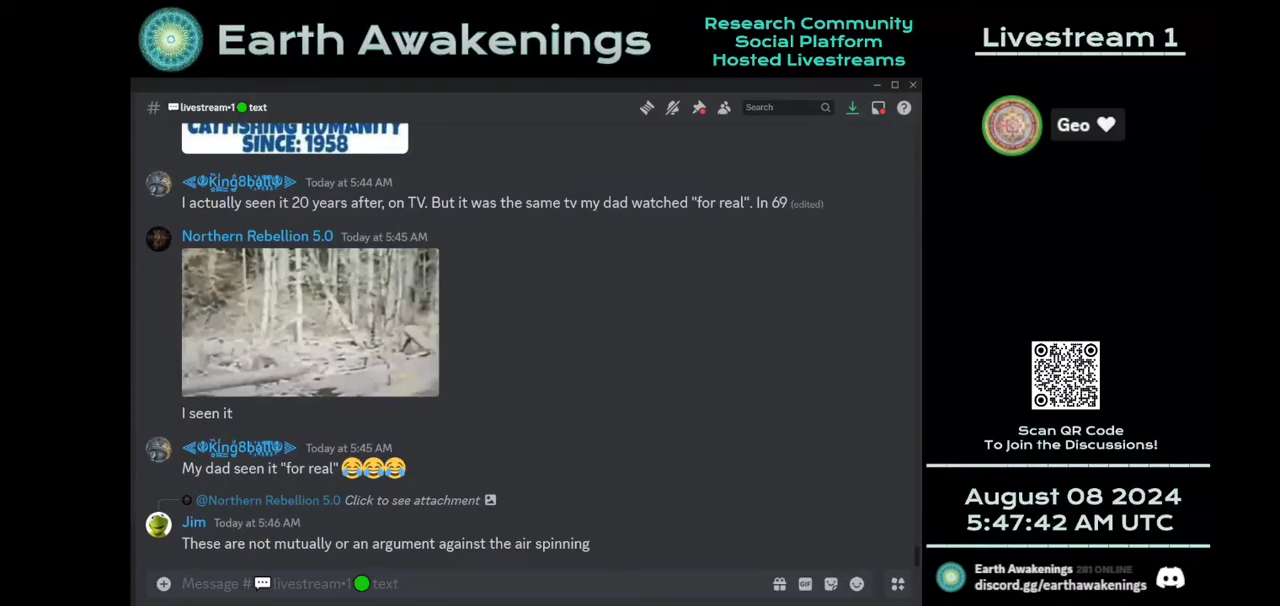 Earth Awakenings
Research Community
Social Platform
Hosted Livestreams
Livestream 1
# livestream•1 text
Search
Geo
CATFISHING HUMANITY
SINCE: 1958
King8ball Today at 5:44 AM
I actually seen it 20 years after, on TV. But it was the same tv my dad watched "for real". In 69 (edited)
Northern Rebellion 5.0 Today at 5:45 AM
I seen it
King8ball Today at 5:45 AM
My dad seen it "for real" 😂😂😂
@Northern Rebellion 5.0 Click to see attachment
Jim Today at 5:46 AM
These are not mutually or an argument against the air spinning
Message # 💬livestream•1🟢text
GIF
Scan QR Code
To Join the Discussions!
August 08 2024
5:47:42 AM UTC
Earth Awakenings 281 ONLINE
discord.gg/earthawakenings